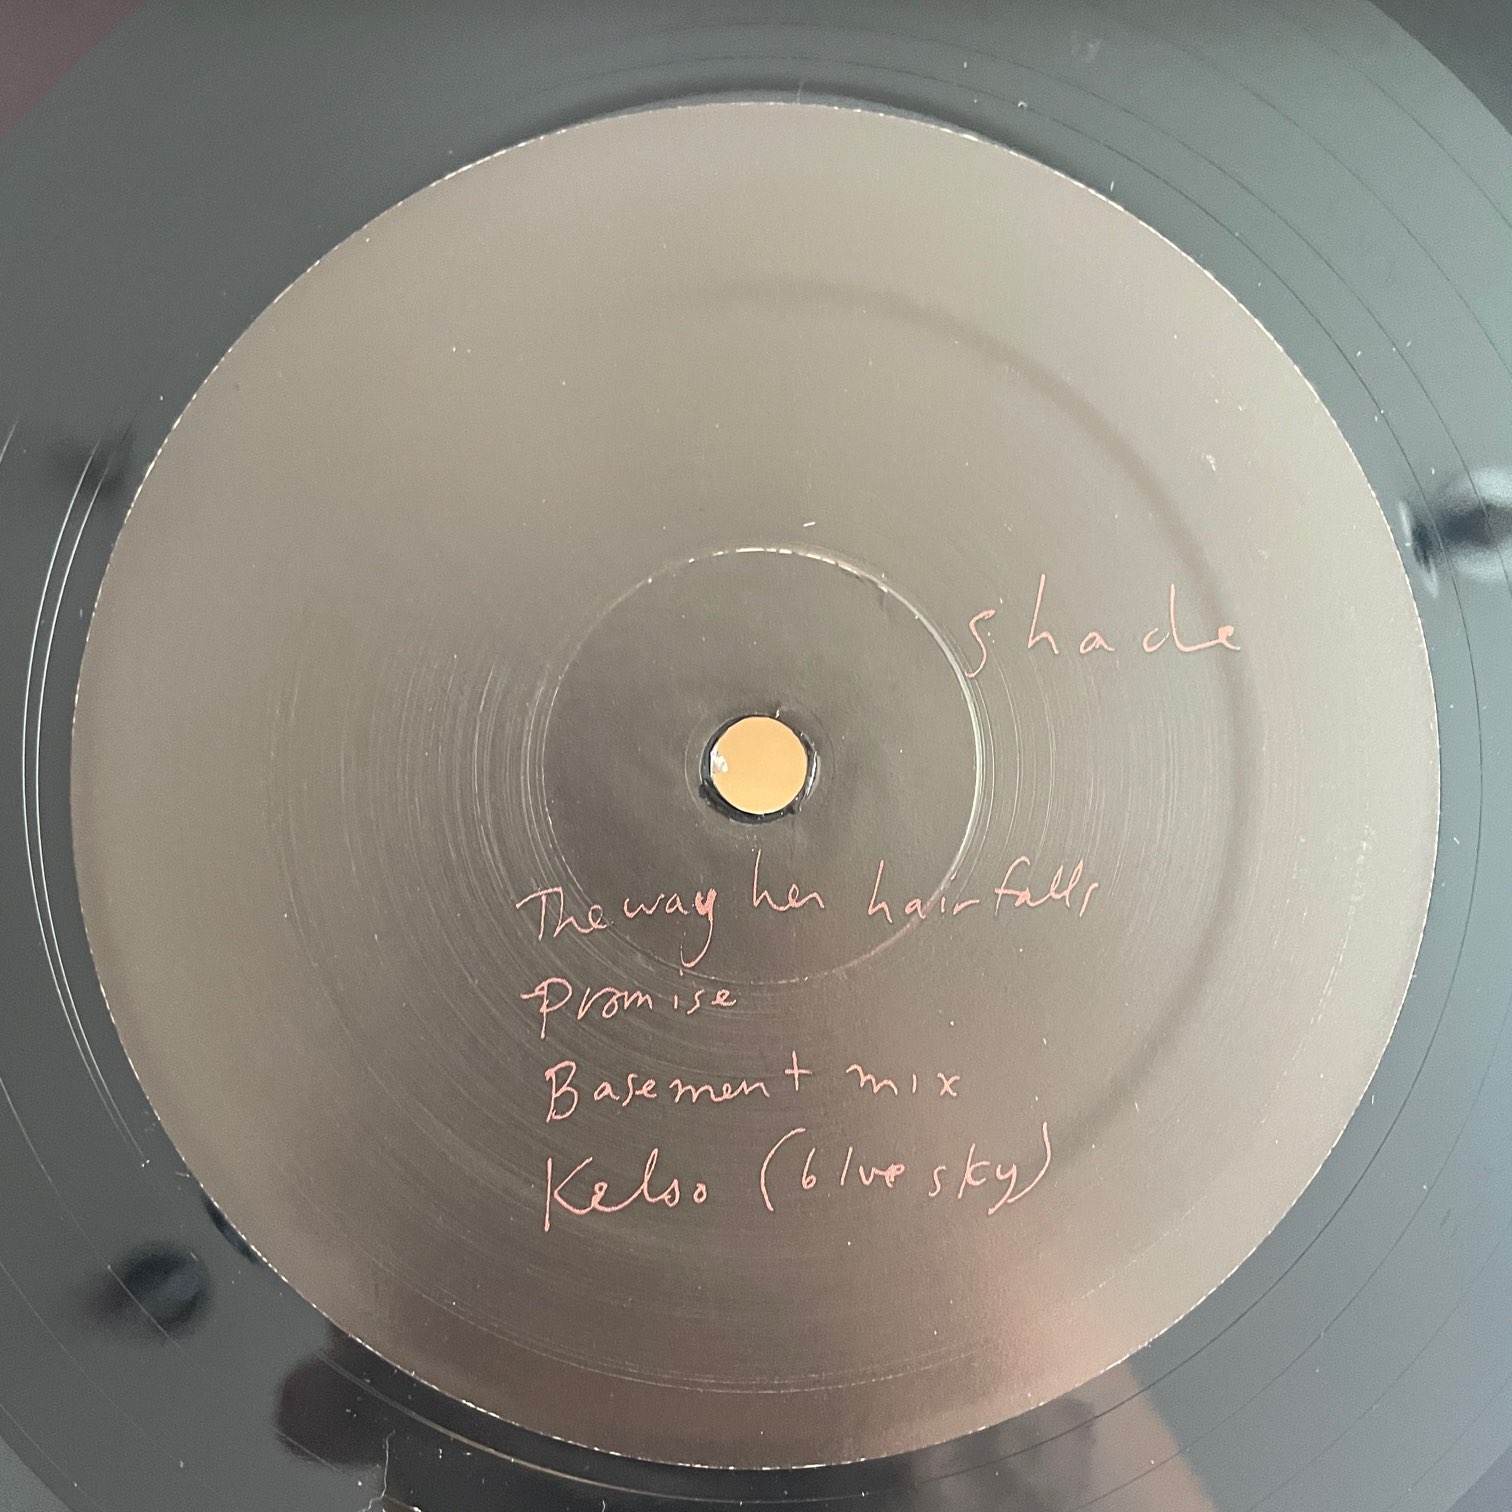 shade
The way her hair falls
Promise
Basement mix
Kelso (blue sky)